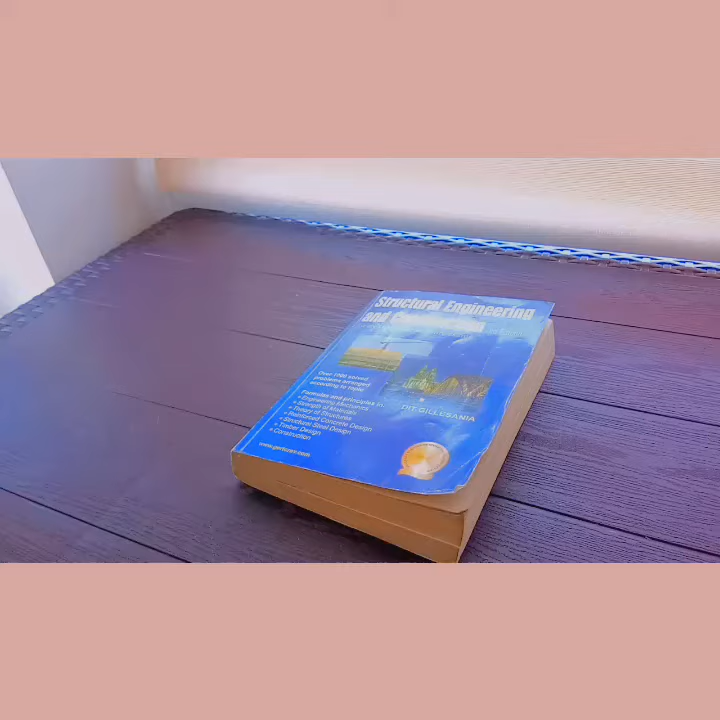 Structural Engineering
and
Over 1700 solved
problems arranged
according to topic
Formulas and principles in:
Engineering Mechanics
Strength of Materials
Theory of Structures
Reinforced Concrete Design
Structural Steel Design
Timber Design
Construction
DIT GILLESANIA